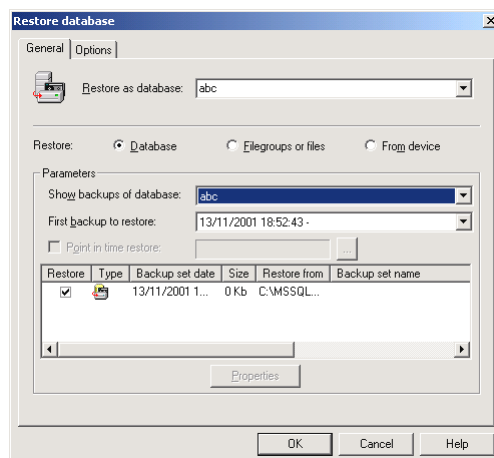 Restore database
General Options
Restore as database: abc
Restore: Database Filegroups or files From device
Parameters
Show backups of database: abc
First backup to restore: 13/11/2001 18:52:43 -
Point in time restore: ...
Restore Type Backup set date Size Restore from Backup set name
13/11/2001 1... 0 Kb C:\MSSQL...
Properties
OK Cancel Help